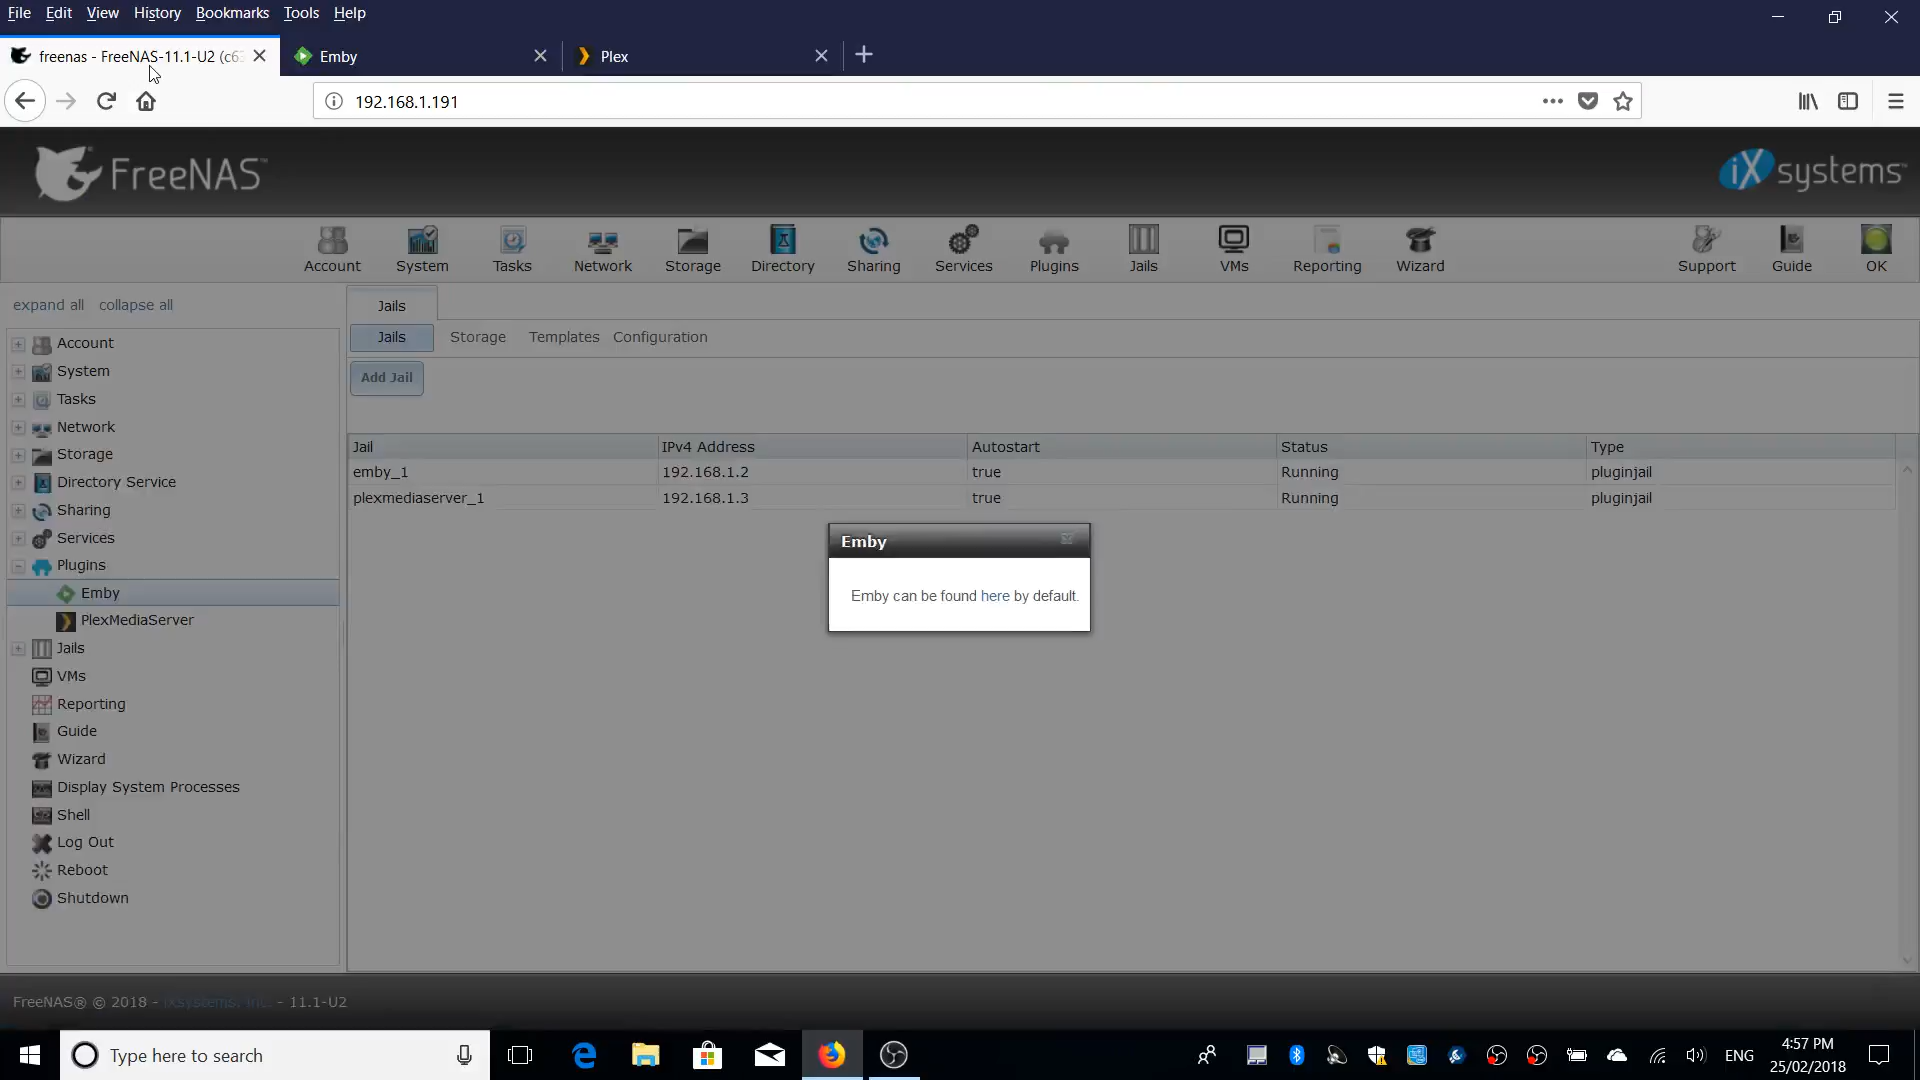 File Edit View History Bookmarks Tools Help
freenas - FreeNAS-11.1-U2 (c6
Emby
Plex
192.168.1.191
FreeNAS™
iX systems™
Account System Tasks Network Storage Directory Sharing Services Plugins Jails VMs Reporting Wizard Support Guide OK
expand all collapse all
Account
System
Tasks
Network
Storage
Directory Service
Sharing
Services
Plugins
Emby
PlexMediaServer
Jails
VMs
Reporting
Guide
Wizard
Display System Processes
Shell
Log Out
Reboot
Shutdown
Jails
Jails Storage Templates Configuration
Add Jail
Jail IPv4 Address Autostart Status Type
emby_1 192.168.1.2 true Running pluginjail
plexmediaserver_1 192.168.1.3 true Running pluginjail
Emby
Emby can be found here by default.
FreeNAS® © 2018 - iXsystems, Inc. - 11.1-U2
Type here to search
ENG
4:57 PM
25/02/2018